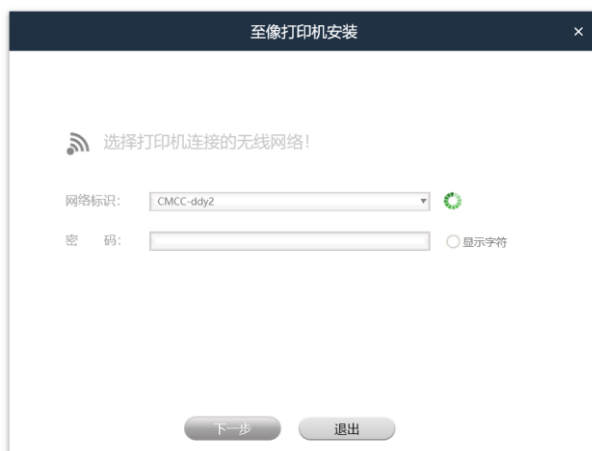 至像打印机安装 ×
选择打印机连接的无线网络!
网络标识: CMCC-ddy2
密 码: 显示字符
下一步 退出